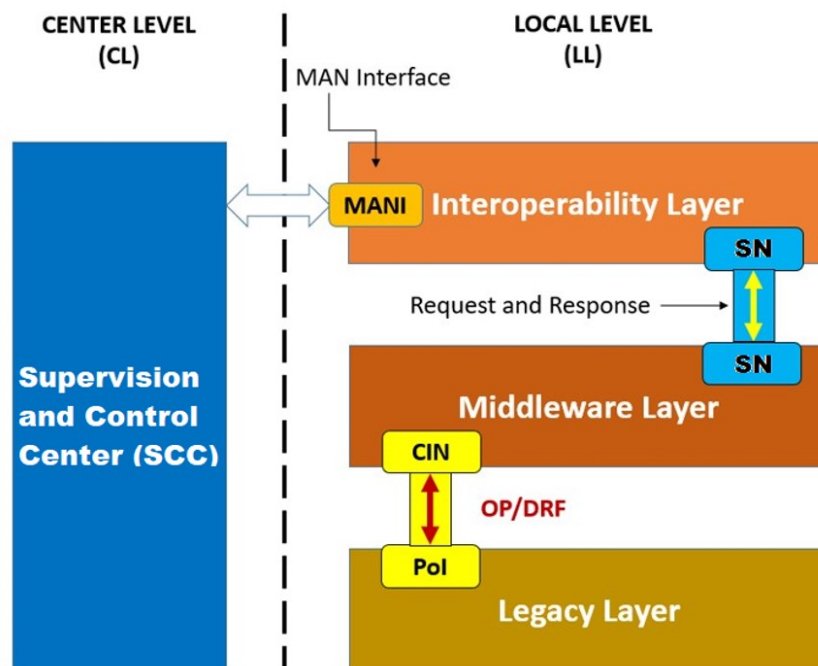 CENTER LEVEL
(CL)
LOCAL LEVEL
(LL)
MAN Interface
MANI
Interoperability Layer
SN
Request and Response
SN
Supervision
and Control
Center (SCC)
Middleware Layer
CIN
OP/DRF
PoI
Legacy Layer